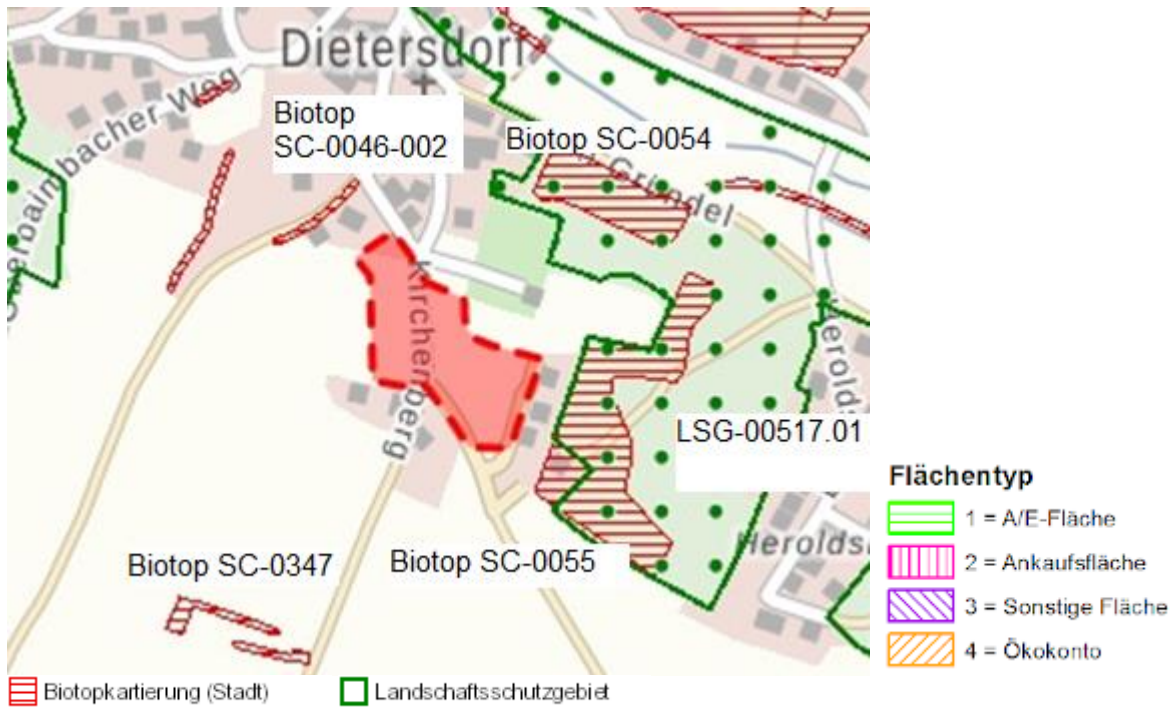 Dietersdorf
Biotop
SC-0046-002
Biotop SC-0054
Gründel
Kirchenberg
LSG-00517.01
Biotop SC-0347
Biotop SC-0055
Flächentyp
1 = A/E-Fläche
2 = Ankaufsfläche
3 = Sonstige Fläche
4 = Ökokonto
Biotopkartierung (Stadt)
Landschaftsschutzgebiet